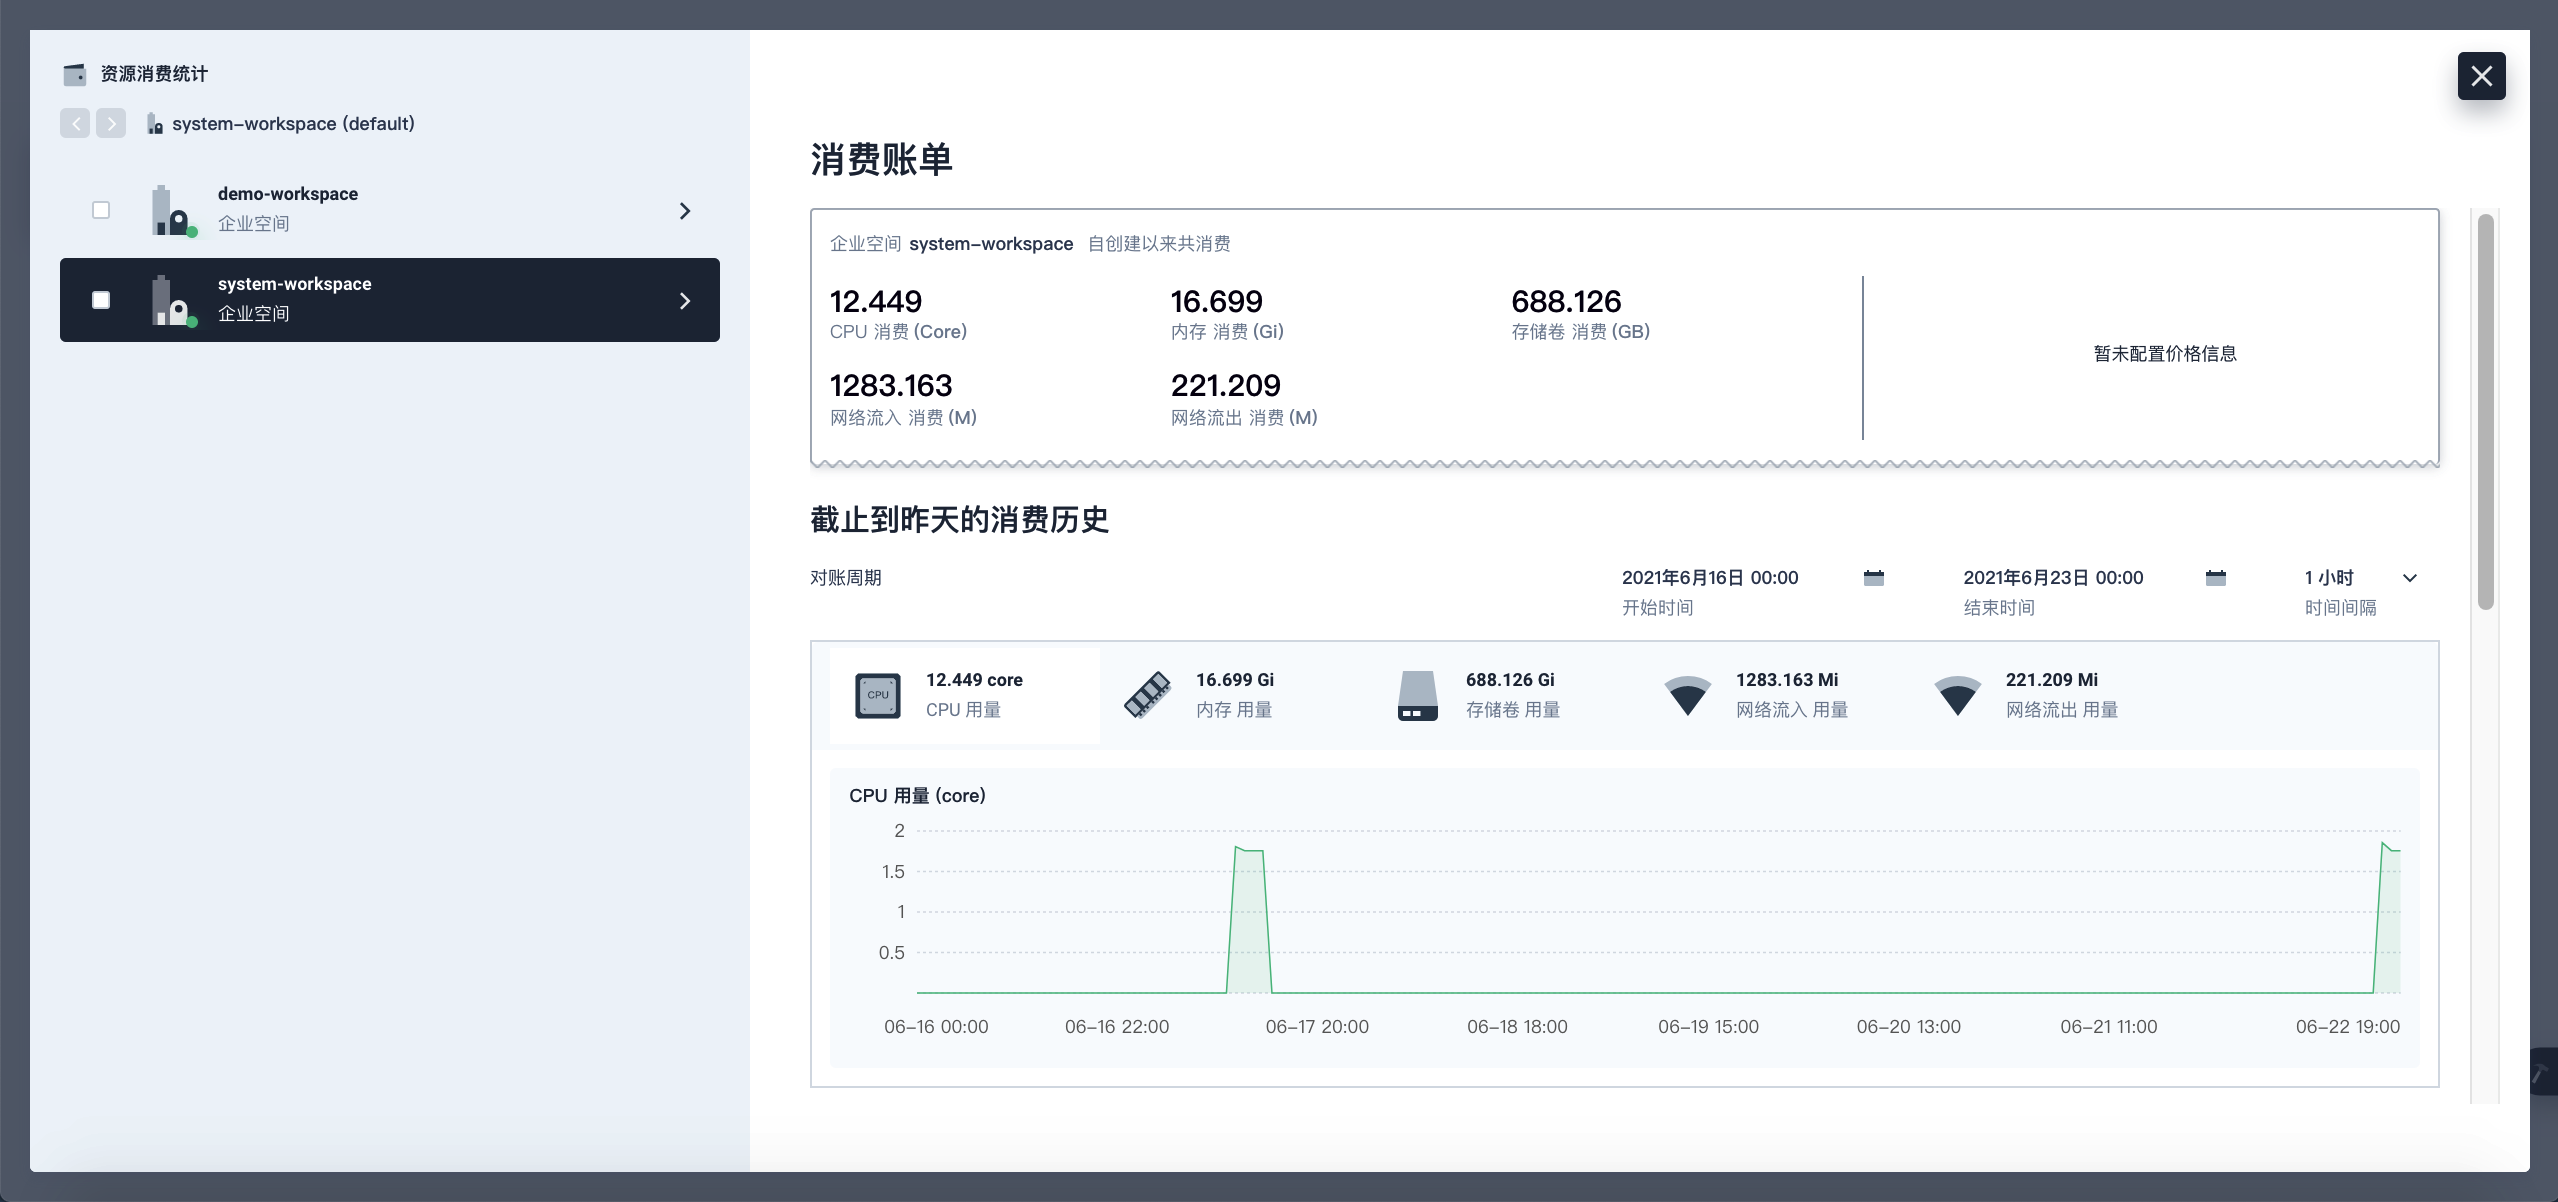 资源消费统计
system-workspace (default)
demo-workspace
企业空间
system-workspace
企业空间
消费账单
企业空间 system-workspace 自创建以来共消费
12.449
CPU 消费 (Core)
16.699
内存 消费 (Gi)
688.126
存储卷 消费 (GB)
1283.163
网络流入 消费 (M)
221.209
网络流出 消费 (M)
暂未配置价格信息
截止到昨天的消费历史
对账周期
2021年6月16日 00:00
开始时间
2021年6月23日 00:00
结束时间
1 小时
时间间隔
CPU
12.449 core
CPU 用量
16.699 Gi
内存 用量
688.126 Gi
存储卷 用量
1283.163 Mi
网络流入 用量
221.209 Mi
网络流出 用量
CPU 用量 (core)
2
1.5
1
0.5
06-16 00:00
06-16 22:00
06-17 20:00
06-18 18:00
06-19 15:00
06-20 13:00
06-21 11:00
06-22 19:00